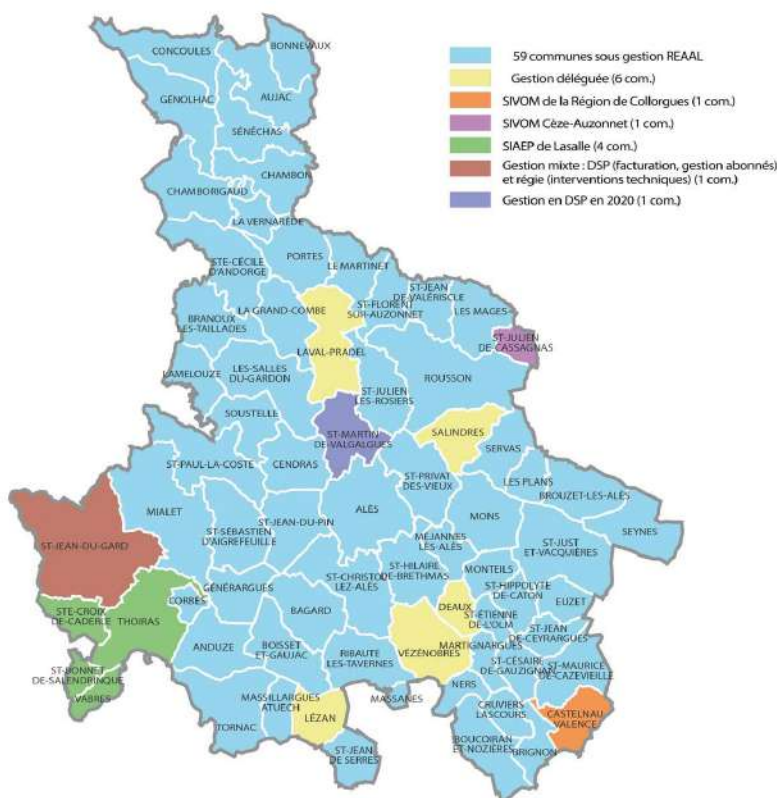 59 communes sous gestion REAAL
Gestion déléguée (6 com.)
SIVOM de la Région de Collorgues (1 com.)
SIVOM Cèze-Auzonnet (1 com.)
SIAEP de Lasalle (4 com.)
Gestion mixte : DSP (facturation, gestion abonnés)
et régie (interventions techniques) (1 com.)
Gestion en DSP en 2020 (1 com.)
CONCOULES
BONNEVAUX
GÉNOLHAC
AUJAC
SÉNÉCHAS
CHAMBON
CHAMBORIGAUD
LA VERNARÈDE
PORTES
STE-CÉCILE
D'ANDORGE
LE MARTINET
ST-JEAN
DE-VALÉRISCLE
ST-FLORENT
SUR-AUZONNET
LES MAGES
LA GRAND-COMBE
BRANOUX
LES-TAILLADES
ST-JULIEN
DE-CASSAGNAS
LAVAL-PRADEL
LAMELOUZE
LES-SALLES
DU-GARDON
ROUSSON
ST-JULIEN
LES-ROSIERS
SOUSTELLE
ST-MARTIN
DE-VALGALGUES
SALINDRES
SERVAS
ST-PAUL-LA-COSTE
CENDRAS
ST-PRIVAT
DES-VIEUX
LES PLANS
BROUZET-LES-ALÈS
MIALET
ST-JEAN-DU-PIN
ALÈS
MONS
SEYNES
ST-SÉBASTIEN
D'AIGREFEUILLE
ST-JEAN-DU-GARD
MÉJANNES
LÈS-ALÈS
ST-JUST
ET-VACQUIÈRES
ST-HILAIRE
DE-BRETHMAS
MONTEILS
ST-CHRISTOL
LEZ-ALÈS
GÉNÉRARGUES
ST-HIPPOLYTE
DE-CATON
CORBES
EUZET
STE-CROIX
DE-CADERLE
THOIRAS
BAGARD
DEAUX
ST-ÉTIENNE
DE-L'OLM
ST-JEAN
DE-CEYRARGUES
ANDUZE
BOISSET
ET-GAUJAC
RIBAUTE
LES-TAVERNES
VÉZÉNOBRES
MARTIGNARGUES
ST-CÉSAIRE
DE-GAUZIGNAN
ST-MAURICE
DE-CAZEVIEILLE
ST-BONNET
DE-SALENDRINQUE
VABRES
NERS
MASSILLARGUES
ATUECH
MASSANES
CRUVIERS
LASCOURS
CASTELNAU
VALENCE
LÉZAN
TORNAC
BOUCOIRAN
ET-NOZIÈRES
BRIGNON
ST-JEAN
DE SERRES